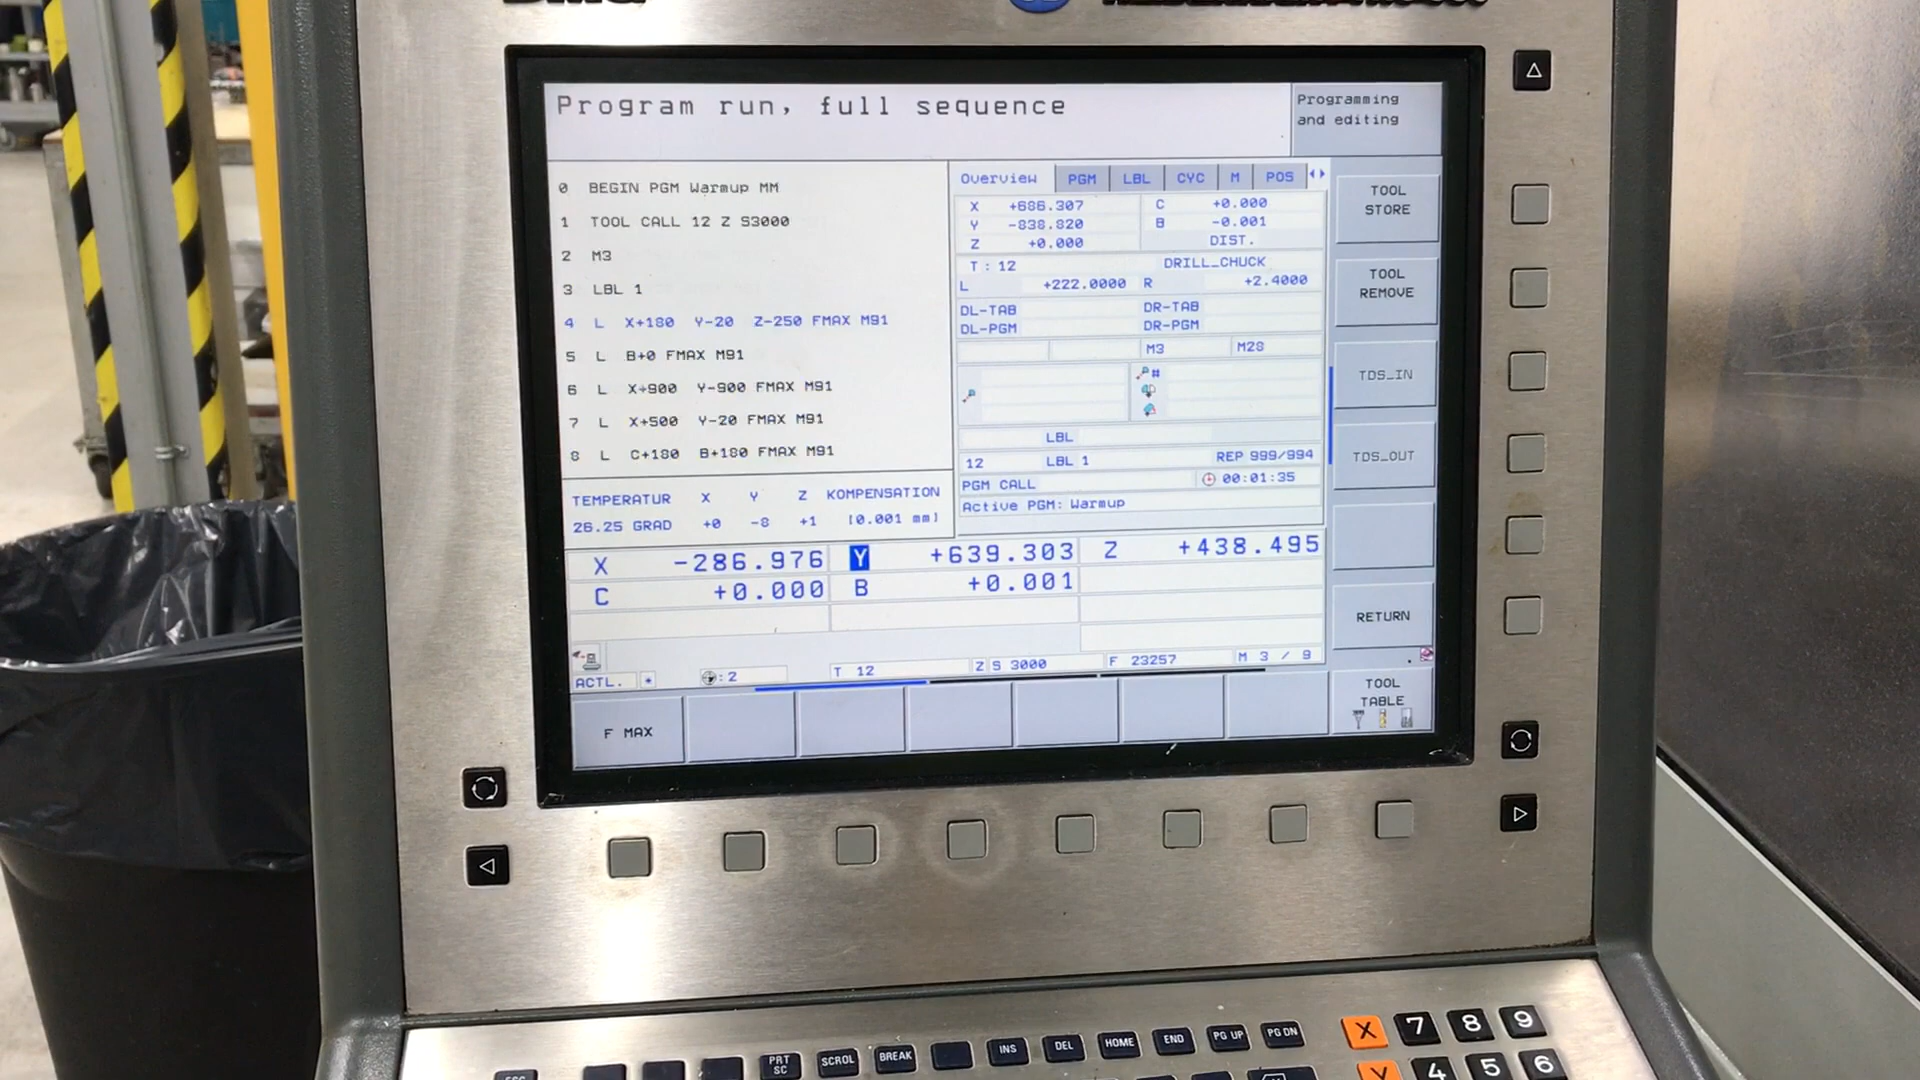 Program run, full sequence
Programming
and editing
0 BEGIN PGM Warmup MM
1 TOOL CALL 12 Z S3000
2 M3
3 LBL 1
4 L X+180 Y-20 Z-250 FMAX M91
5 L B+0 FMAX M91
6 L X+900 Y-900 FMAX M91
7 L X+500 Y-20 FMAX M91
8 L C+180 B+180 FMAX M91
TEMPERATUR X Y Z KOMPENSATION
26.25 GRAD +0 -8 +1 [0.001 mm]
Overview PGM LBL CYC M POS
X +686.307 C +0.000
Y -838.820 B -0.001
Z +0.000 DIST.
T : 12 DRILL_CHUCK
L +222.0000 R +2.4000
DL-TAB DR-TAB
DL-PGM DR-PGM
M3 M28
#
LBL
12 LBL 1 REP 999/994
PGM CALL 00:01:35
Active PGM: Warmup
X -286.976 Y +639.303 Z +438.495
C +0.000 B +0.001
ACTL. : 2 T 12 Z S 3000 F 23257 M 3 / 9
F MAX
TOOL
STORE
TOOL
REMOVE
TDS_IN
TDS_OUT
RETURN
TOOL
TABLE
PRT
SC
SCROL
BREAK
INS
DEL
HOME
END
PG UP
PG DN
X 7 8 9
Y 4 5 6